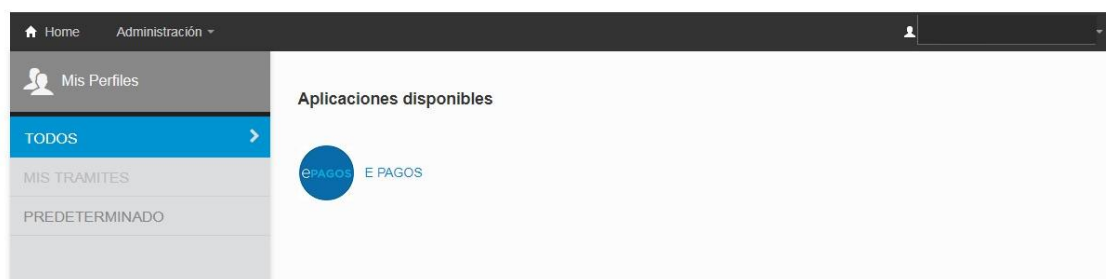 Home Administración
Mis Perfiles
Aplicaciones disponibles
TODOS
MIS TRAMITES
PREDETERMINADO
ePAGOS E PAGOS